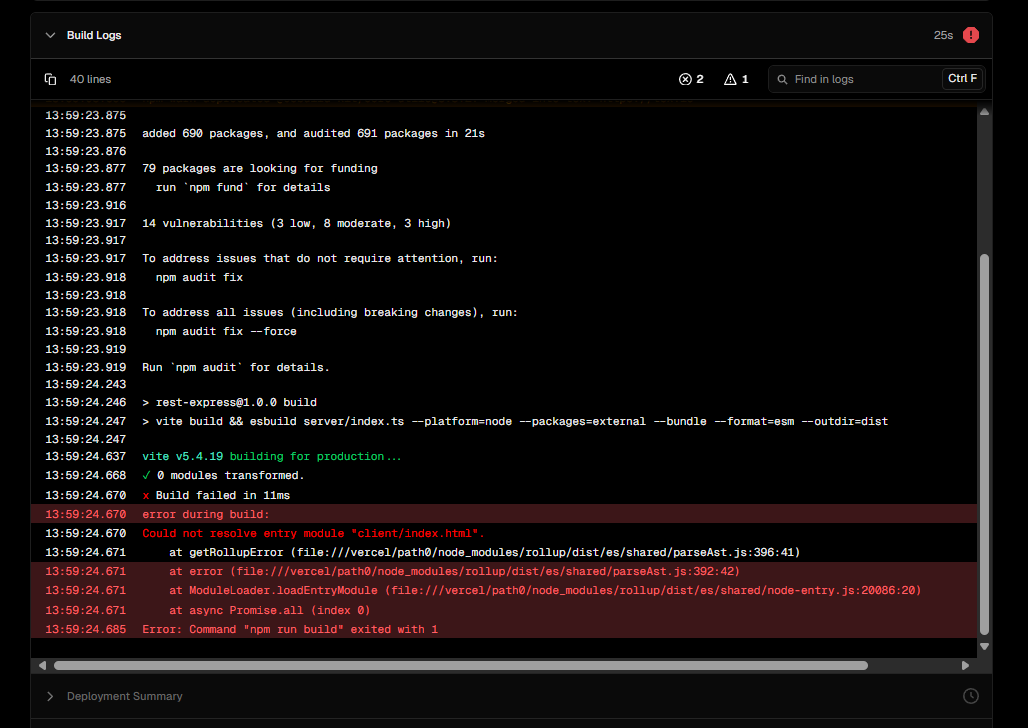 Build Logs 25s
40 lines 2 1 Find in logs Ctrl F
13:59:23.875
13:59:23.875 added 690 packages, and audited 691 packages in 21s
13:59:23.876
13:59:23.877 79 packages are looking for funding
13:59:23.877 run `npm fund` for details
13:59:23.916
13:59:23.917 14 vulnerabilities (3 low, 8 moderate, 3 high)
13:59:23.917
13:59:23.917 To address issues that do not require attention, run:
13:59:23.918 npm audit fix
13:59:23.918
13:59:23.918 To address all issues (including breaking changes), run:
13:59:23.918 npm audit fix --force
13:59:23.919
13:59:23.919 Run `npm audit` for details.
13:59:24.243
13:59:24.246 > rest-express@1.0.0 build
13:59:24.247 > vite build && esbuild server/index.ts --platform=node --packages=external --bundle --format=esm --outdir=dist
13:59:24.247
13:59:24.637 vite v5.4.19 building for production...
13:59:24.668 ✓ 0 modules transformed.
13:59:24.670 x Build failed in 11ms
13:59:24.670 error during build:
13:59:24.670 Could not resolve entry module "client/index.html".
13:59:24.671 at getRollupError (file:///vercel/path0/node_modules/rollup/dist/es/shared/parseAst.js:396:41)
13:59:24.671 at error (file:///vercel/path0/node_modules/rollup/dist/es/shared/parseAst.js:392:42)
13:59:24.671 at ModuleLoader.loadEntryModule (file:///vercel/path0/node_modules/rollup/dist/es/shared/node-entry.js:20086:20)
13:59:24.671 at async Promise.all (index 0)
13:59:24.685 Error: Command "npm run build" exited with 1
Deployment Summary